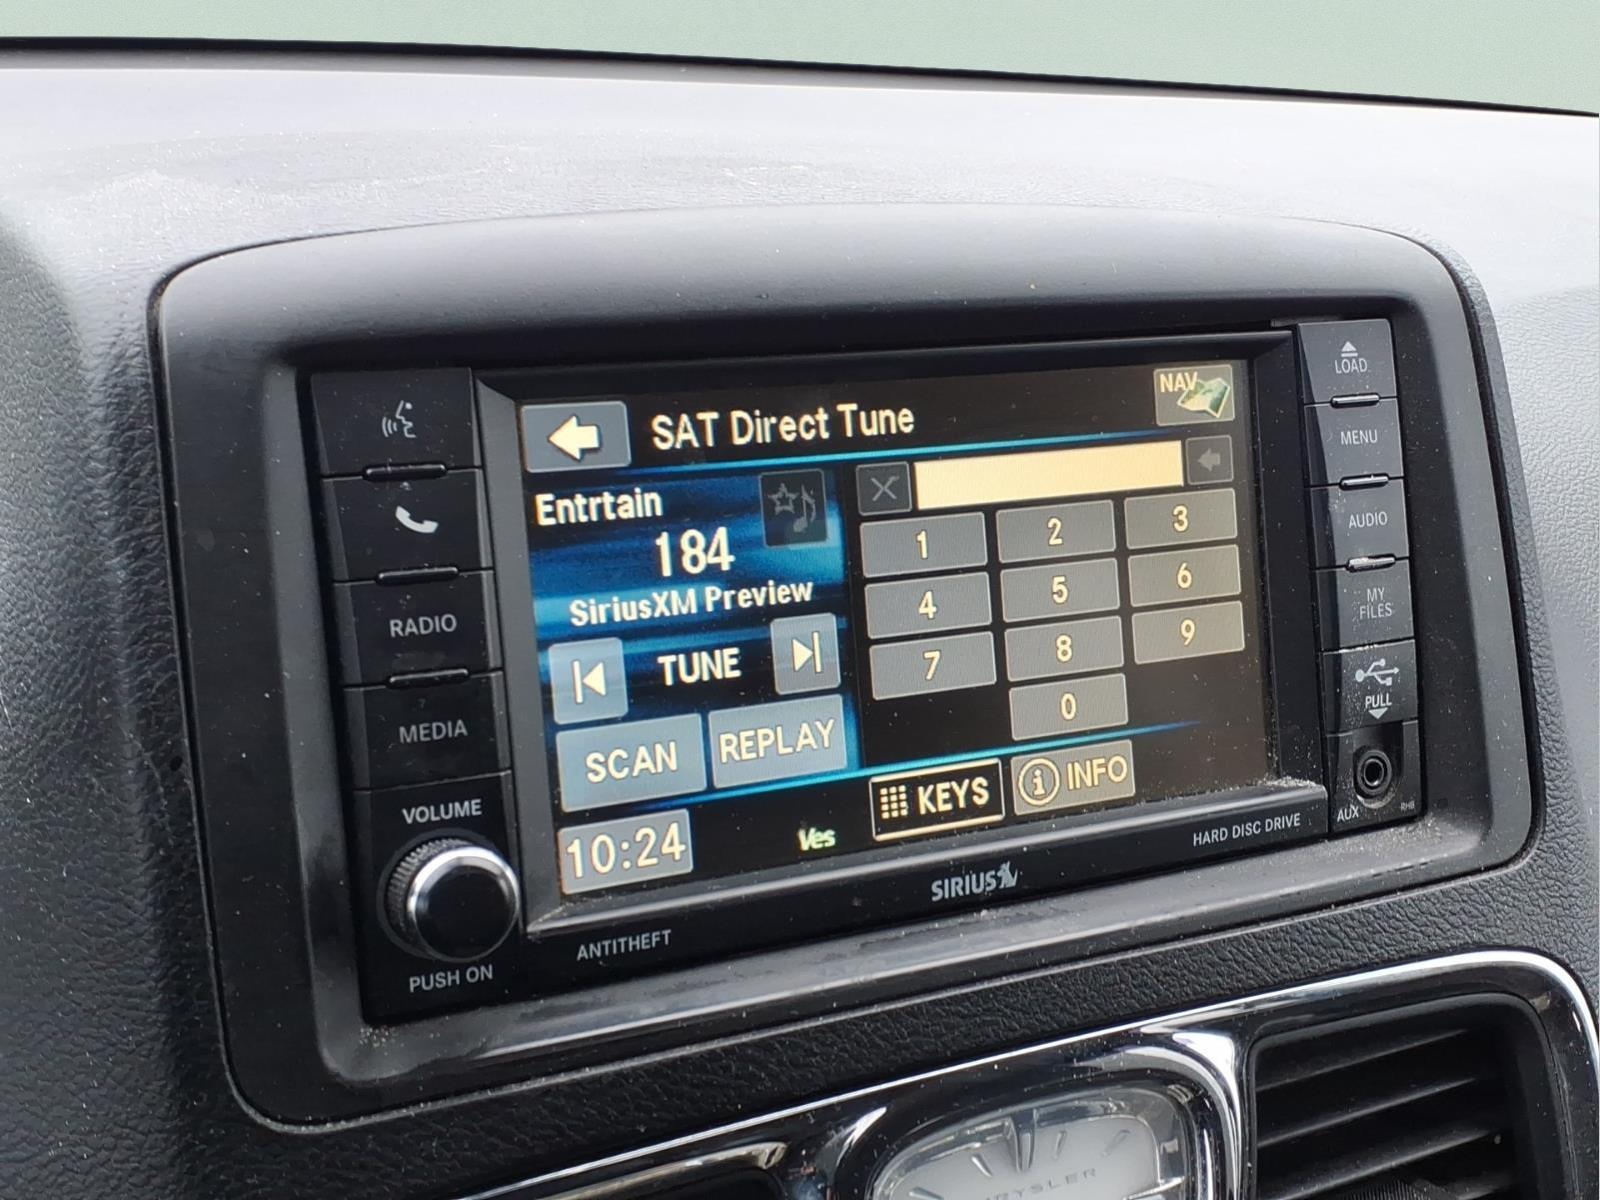 SAT Direct Tune
NAV
Entrtain
184
SiriusXM Preview
TUNE
SCAN
REPLAY
1
2
3
4
5
6
7
8
9
0
10:24
Ves
KEYS
INFO
RADIO
MEDIA
VOLUME
PUSH ON
LOAD
MENU
AUDIO
MY
FILES
PULL
AUX
RHB
ANTITHEFT
SIRIUS
HARD DISC DRIVE
CHRYSLER